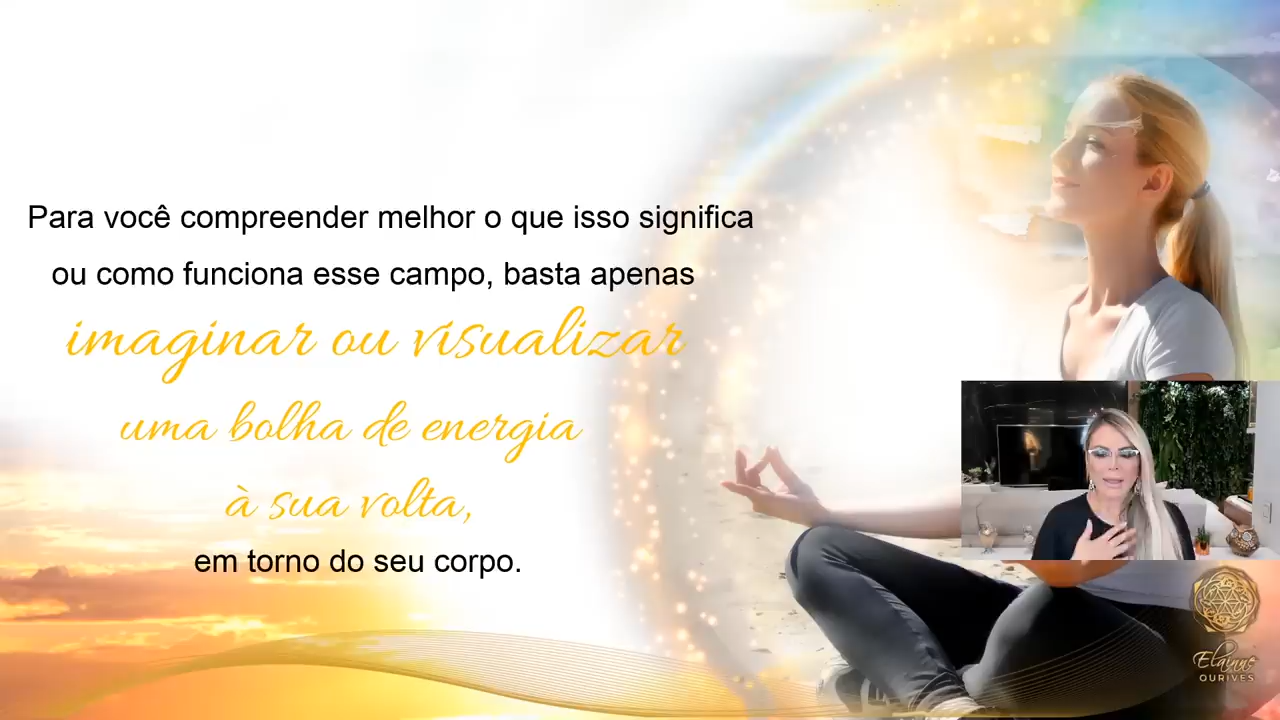 Para você compreender melhor o que isso significa
ou como funciona esse campo, basta apenas
imaginar ou visualizar
uma bolha de energia
à sua volta,
em torno do seu corpo.
Elainne
OURIVES